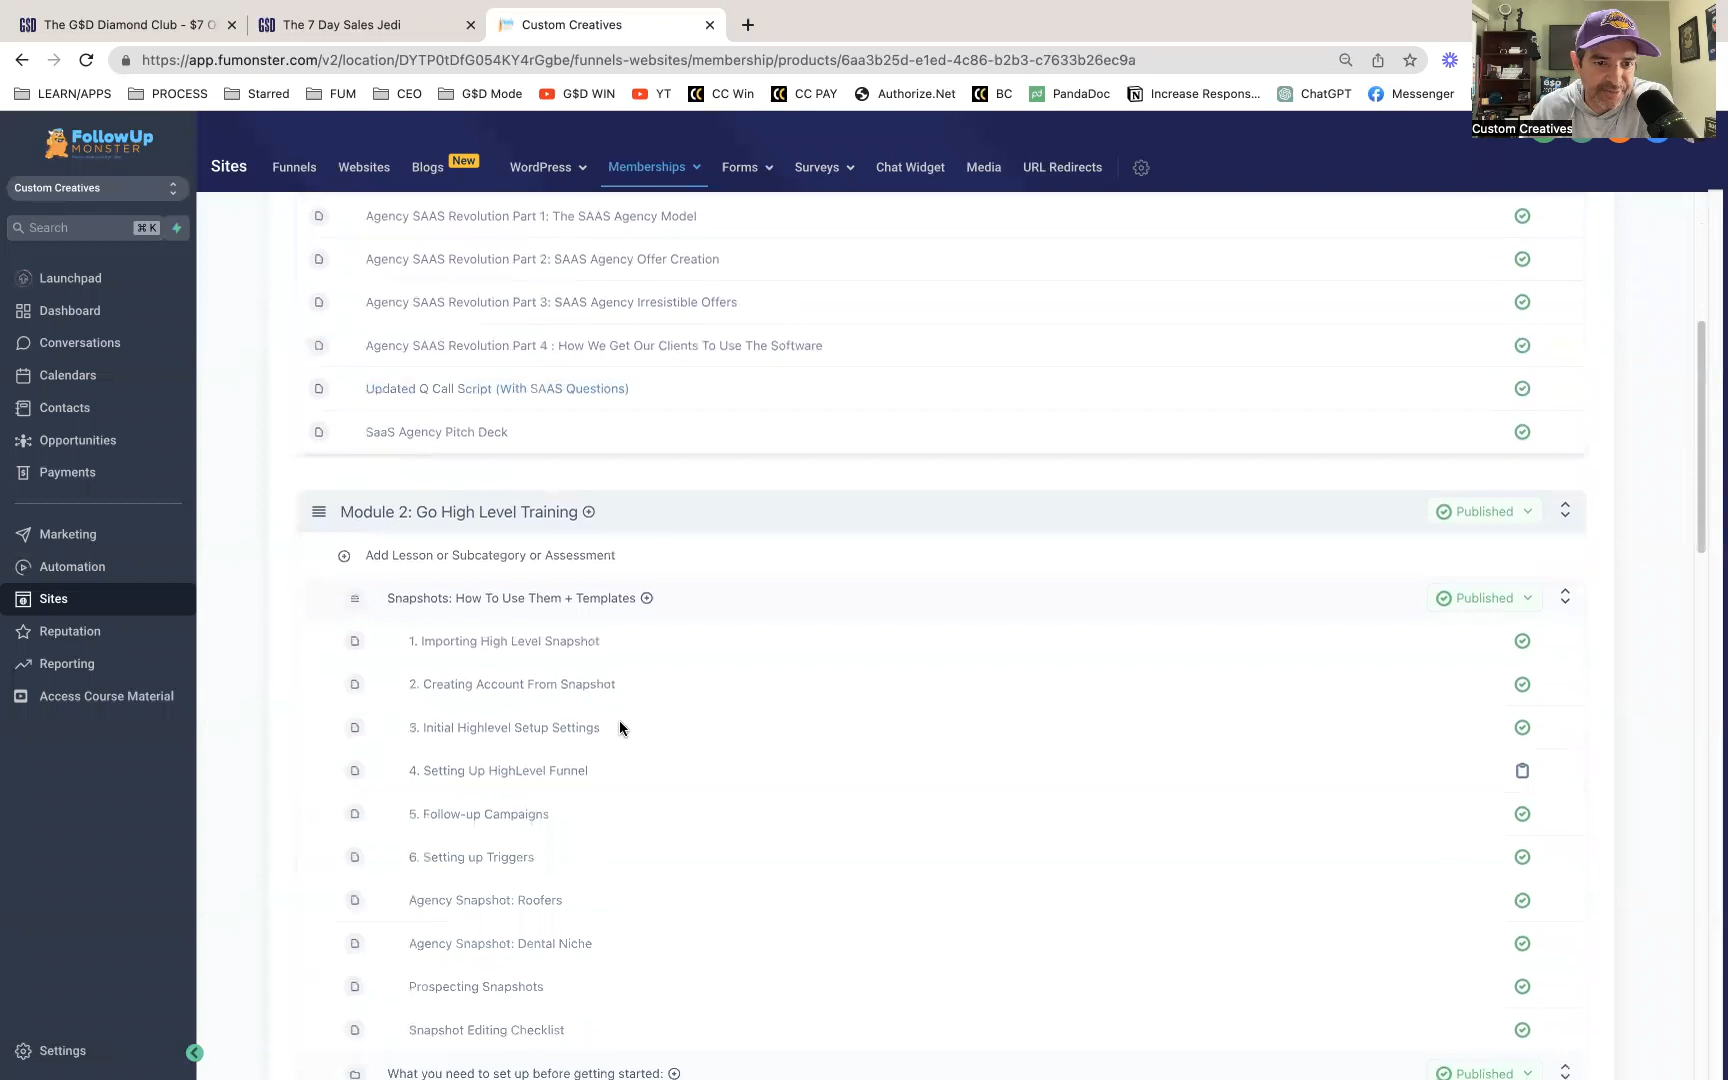 The G$D Diamond Club - $7 O
The 7 Day Sales Jedi
Custom Creatives
https://app.fumonster.com/v2/location/DYTP0tDfG054KY4rGgbe/funnels-websites/membership/products/6aa3b25d-e1ed-4c86-b2b3-c7633b26ec9a
LEARN/APPS
PROCESS
Starred
FUM
CEO
G$D Mode
G$D WIN
YT
CC Win
CC PAY
Authorize.Net
BC
PandaDoc
Increase Respons...
ChatGPT
Messenger
Custom Creatives
FollowUp
MONSTER
Custom Creatives
Search
⌘ K
Launchpad
Dashboard
Conversations
Calendars
Contacts
Opportunities
Payments
Marketing
Automation
Sites
Reputation
Reporting
Access Course Material
Settings
Sites
Funnels
Websites
Blogs
New
WordPress
Memberships
Forms
Surveys
Chat Widget
Media
URL Redirects
Agency SAAS Revolution Part 1: The SAAS Agency Model
Agency SAAS Revolution Part 2: SAAS Agency Offer Creation
Agency SAAS Revolution Part 3: SAAS Agency Irresistible Offers
Agency SAAS Revolution Part 4 : How We Get Our Clients To Use The Software
Updated Q Call Script (With SAAS Questions)
SaaS Agency Pitch Deck
Module 2: Go High Level Training
Published
Add Lesson or Subcategory or Assessment
Snapshots: How To Use Them + Templates
Published
1. Importing High Level Snapshot
2. Creating Account From Snapshot
3. Initial Highlevel Setup Settings
4. Setting Up HighLevel Funnel
5. Follow-up Campaigns
6. Setting up Triggers
Agency Snapshot: Roofers
Agency Snapshot: Dental Niche
Prospecting Snapshots
Snapshot Editing Checklist
What you need to set up before getting started:
Published